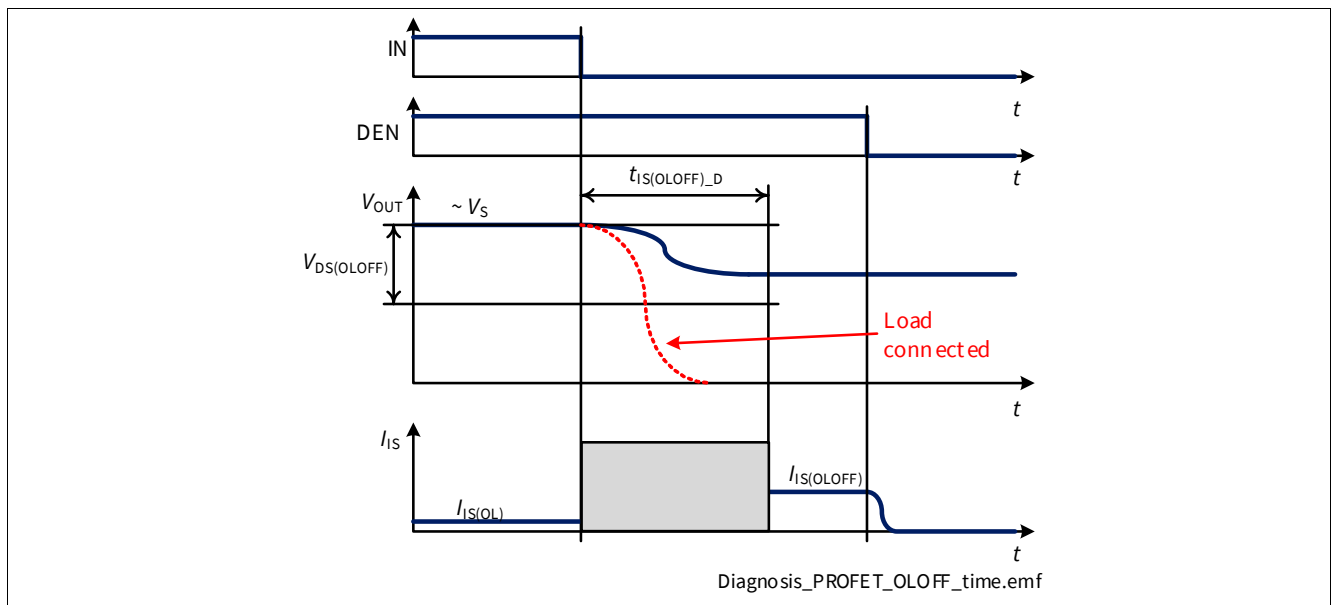 IN
t
DEN
t
tIS(OLOFF)_D
VOUT
~ VS
VDS(OLOFF)
Load
connected
t
IIS
IIS(OLOFF)
IIS(OL)
t
Diagnosis_PROFET_OLOFF_time.emf